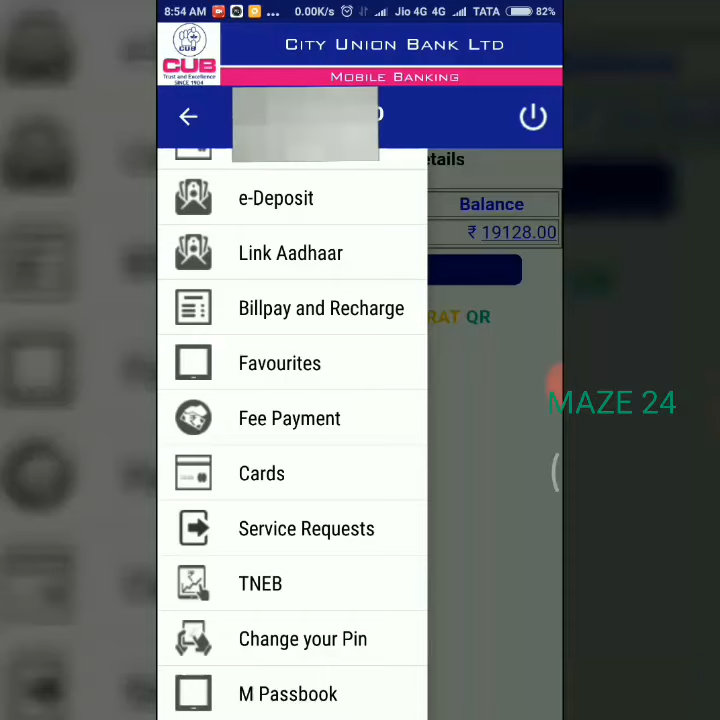 8:54 AM ... 0.00K/s Jio 4G 4G TATA 82%
CUB
CUB
Trust and Excellence
SINCE 1904
CITY UNION BANK LTD
MOBILE BANKING
etails
e-Deposit
Balance
₹ 19128.00
Link Aadhaar
Billpay and Recharge
RAT QR
Favourites
MAZE 24
Fee Payment
Cards
Service Requests
TNEB
Change your Pin
M Passbook